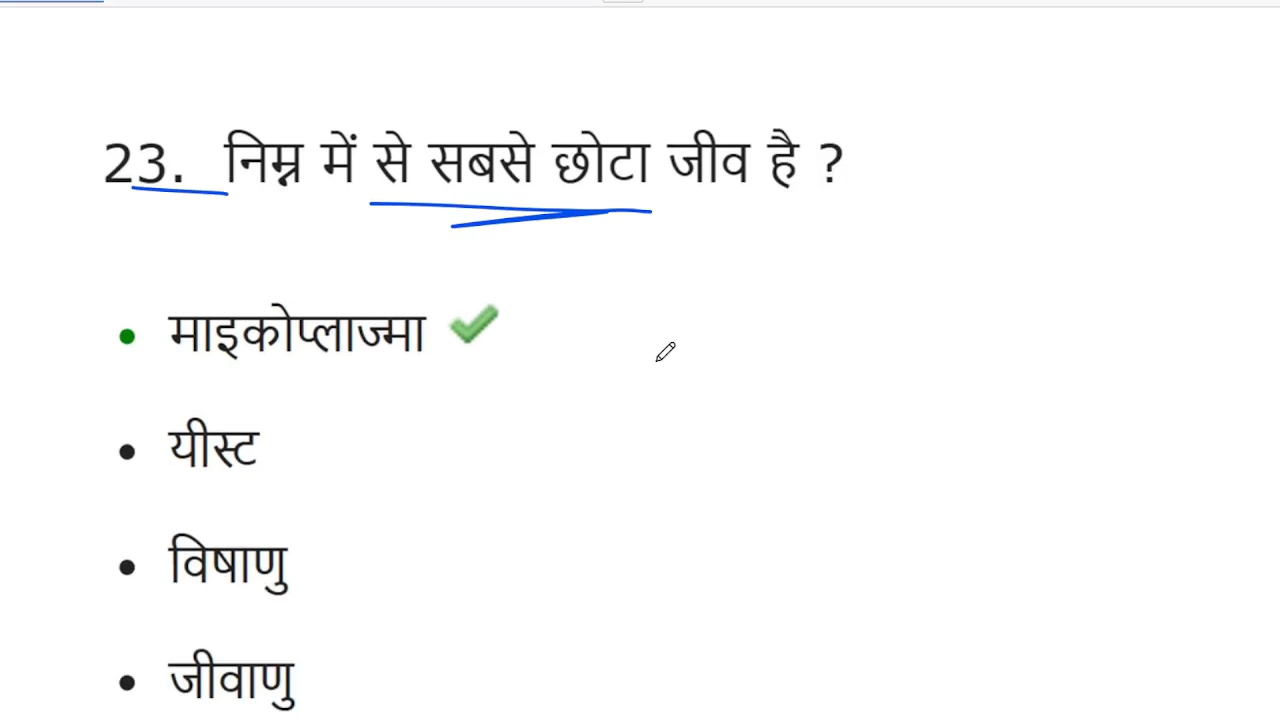 23. निम्न में से सबसे छोटा जीव है ?
माइकोप्लाज्मा
यीस्ट
विषाणु
जीवाणु